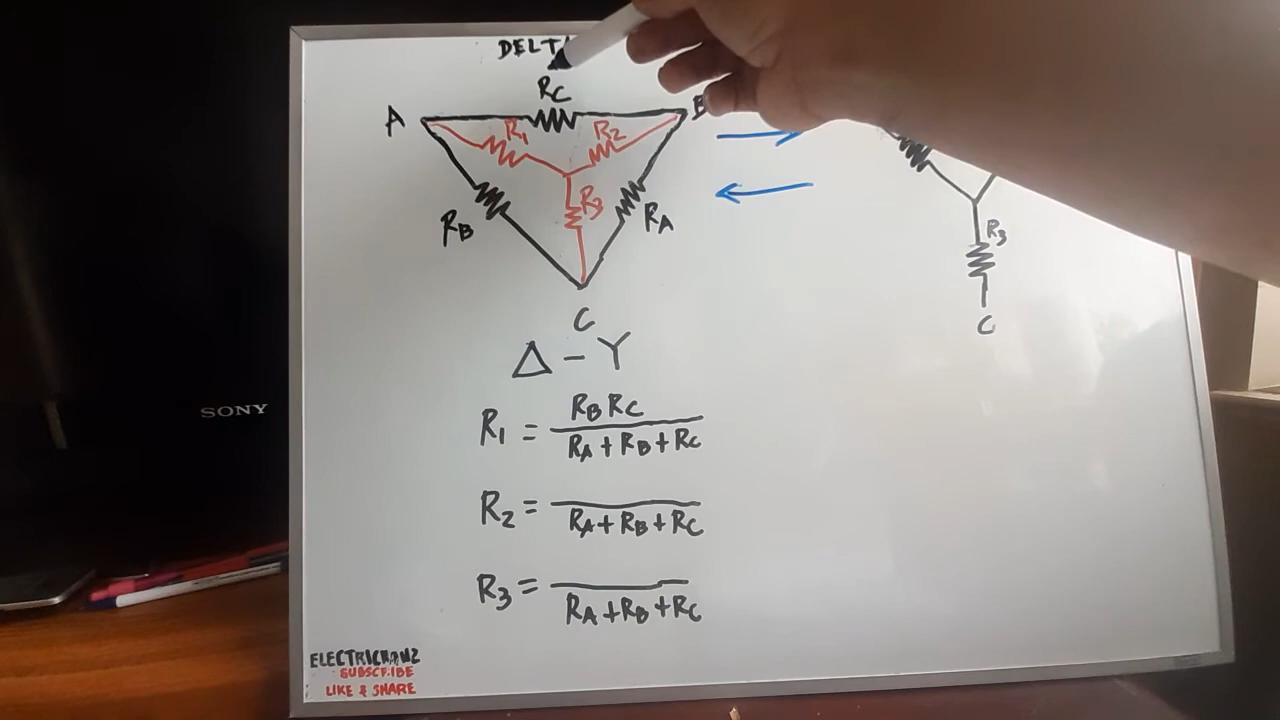 DELT
RC
A
B
R1
R2
R3
RB
RA
C
R3
C
Δ - Y
R1 = RB RC
RA + RB + RC
R2 =
RA + RB + RC
R3 =
RA + RB + RC
SONY
SUBSCRIBE
LIKE & SHARE